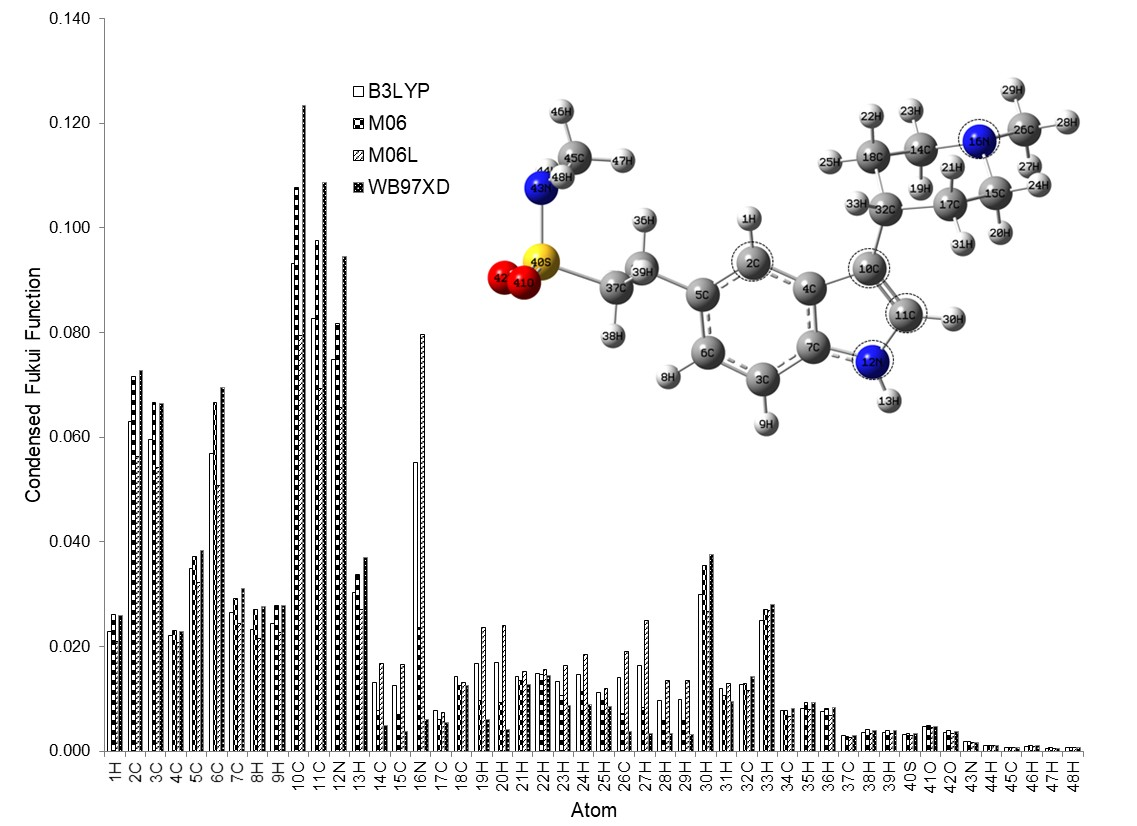 0.140
0.120
0.100
0.080
0.060
0.040
0.020
0.000
Condensed Fukui Function
B3LYP
M06
M06L
WB97XD
29H
23H
28H
46H
22H
26C
16N
14C
18C
45C
47H
25H
27H
21H
48H
24H
43N
19H
15C
33H
17C
32C
36H
1H
20H
31H
40S
39H
2C
10C
42
41O
37C
4C
5C
11C
30H
38H
7C
6C
12N
8H
3C
13H
9H
1H 2C 3C 4C 5C 6C 7C 8H 9H 10C 11C 12N 13H 14C 15C 16N 17C 18C 19H 20H 21H 22H 23H 24H 25H 26C 27H 28H 29H 30H 31H 32C 33H 34C 35H 36H 37C 38H 39H 40S 41O 42O 43N 44H 45C 46H 47H 48H
Atom